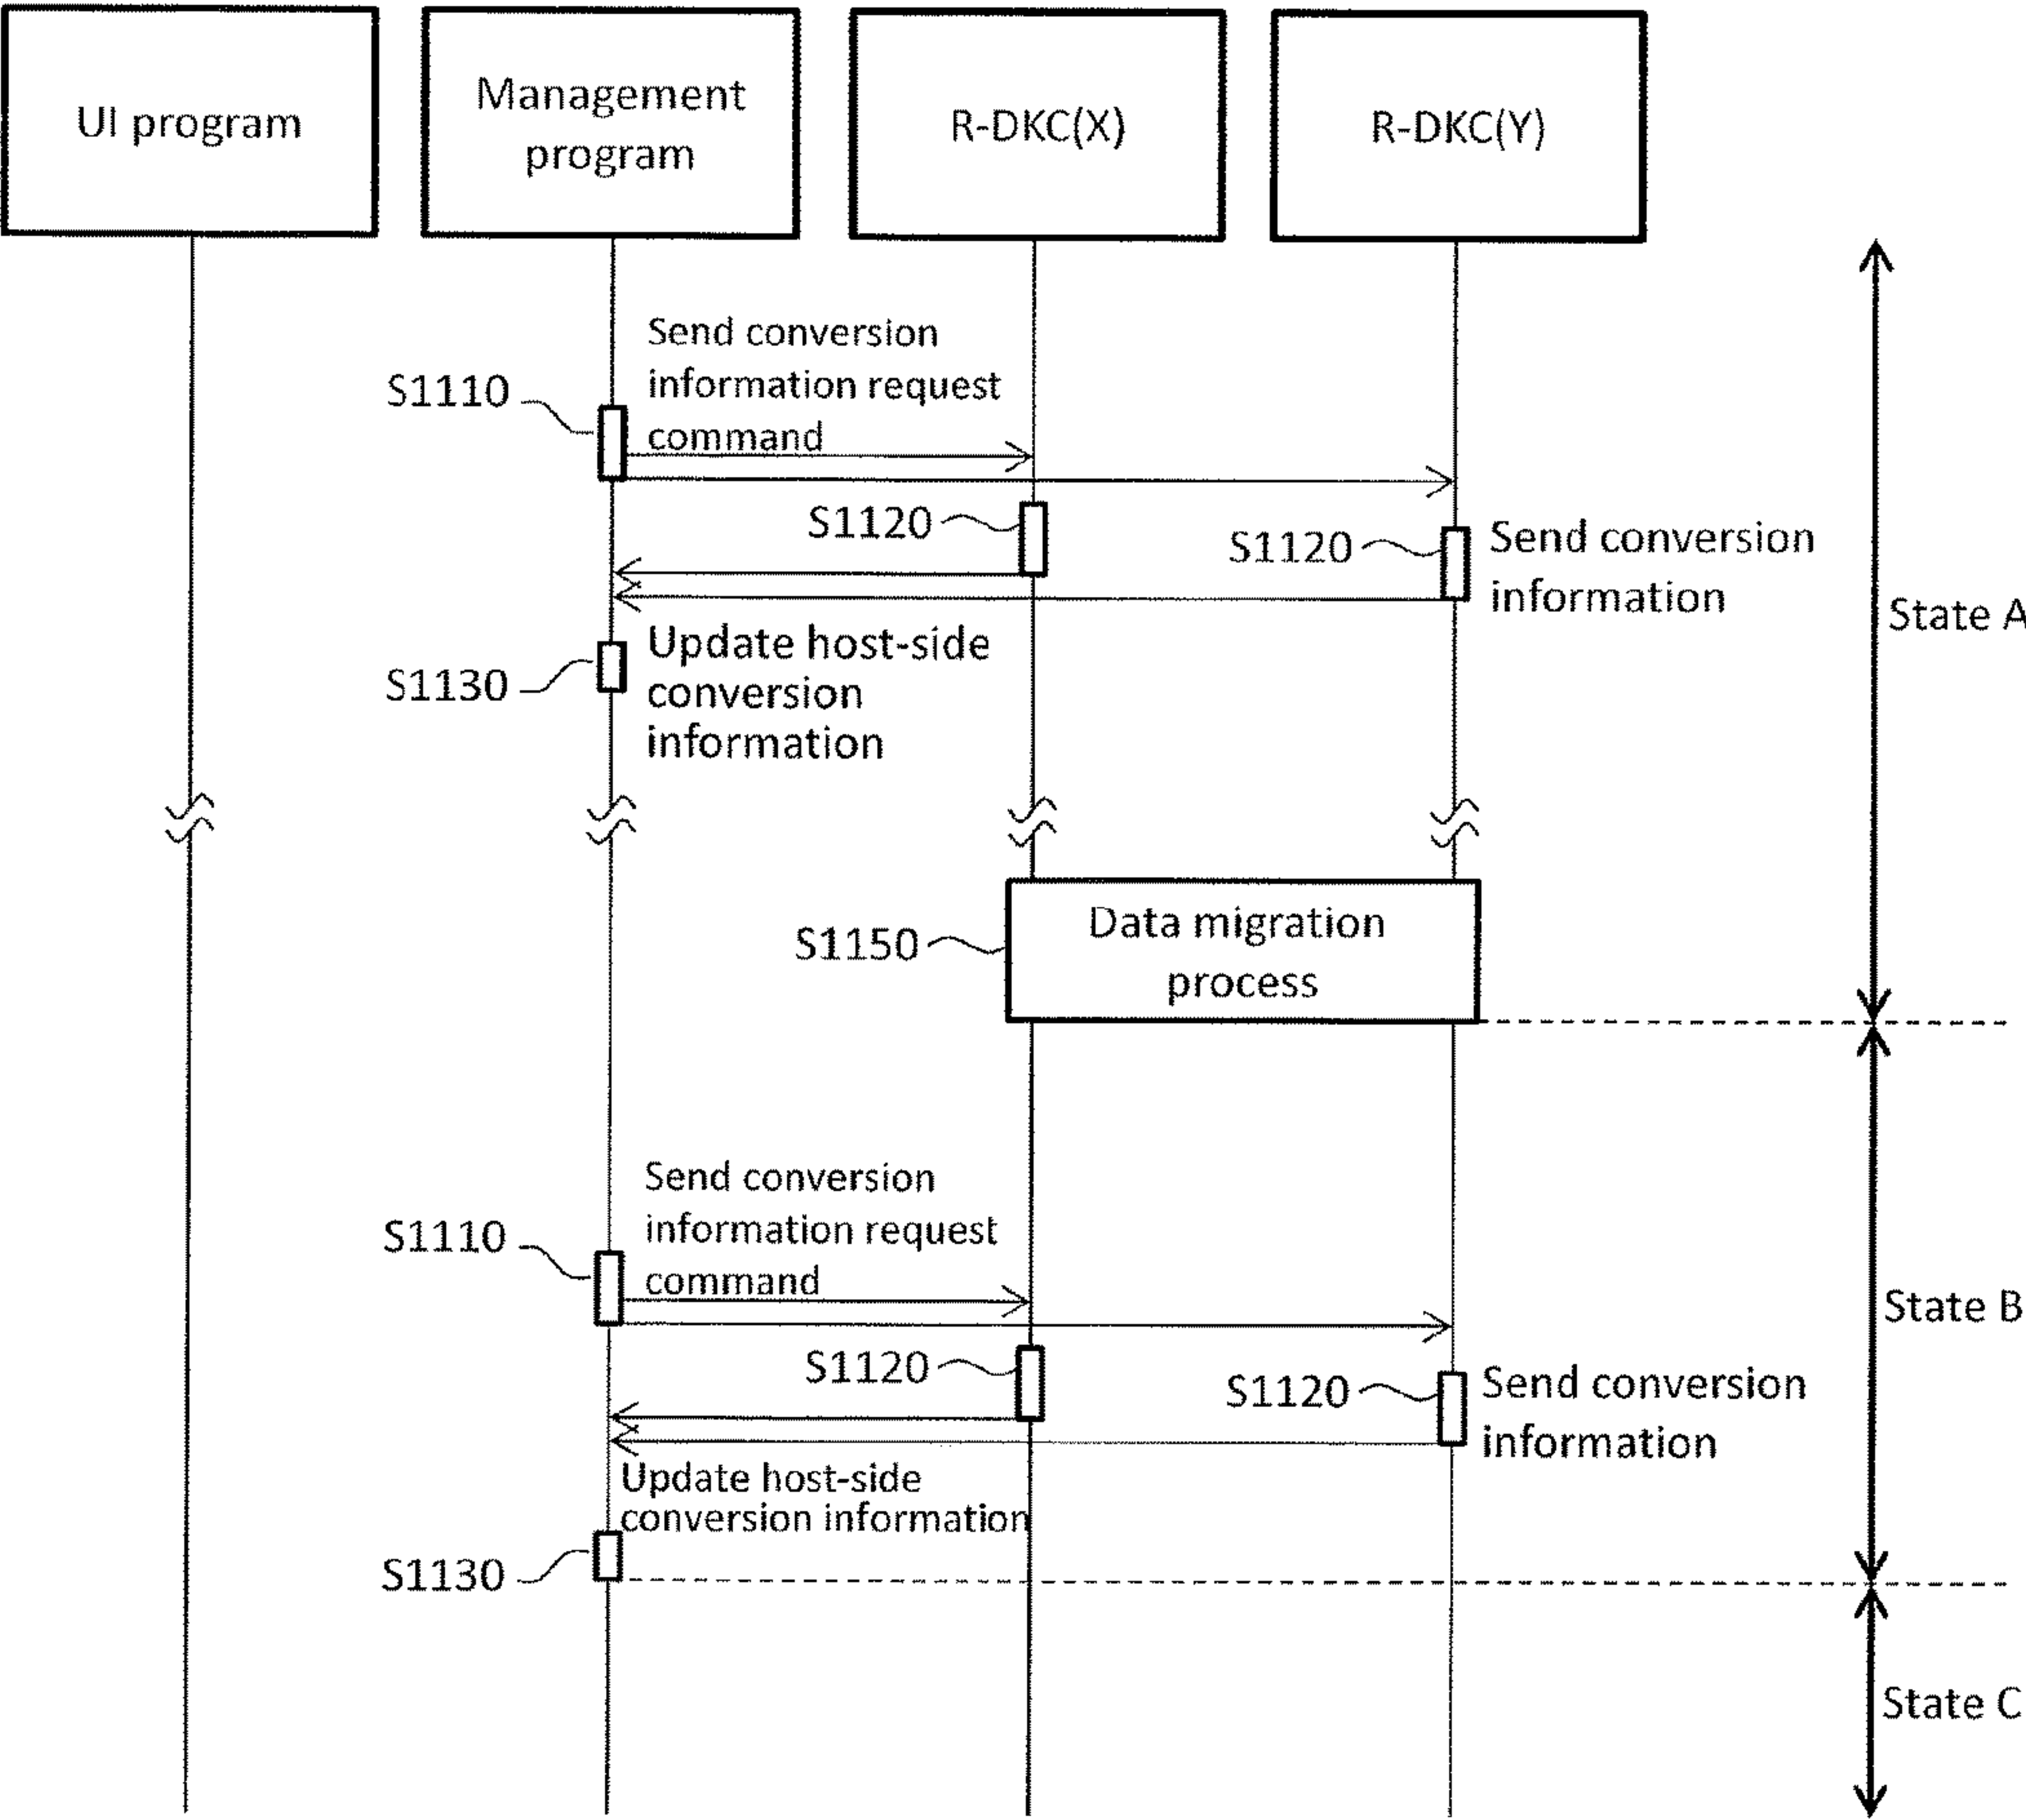 UI program
Management
program
R-DKC(X)
R-DKC(Y)
Send conversion
information request
command
S1110
S1120
S1120
Send conversion
information
State A
Update host-side
conversion
information
S1130
Data migration
process
S1150
Send conversion
information request
command
S1110
State B
S1120
S1120
Send conversion
information
Update host-side
conversion information
S1130
State C